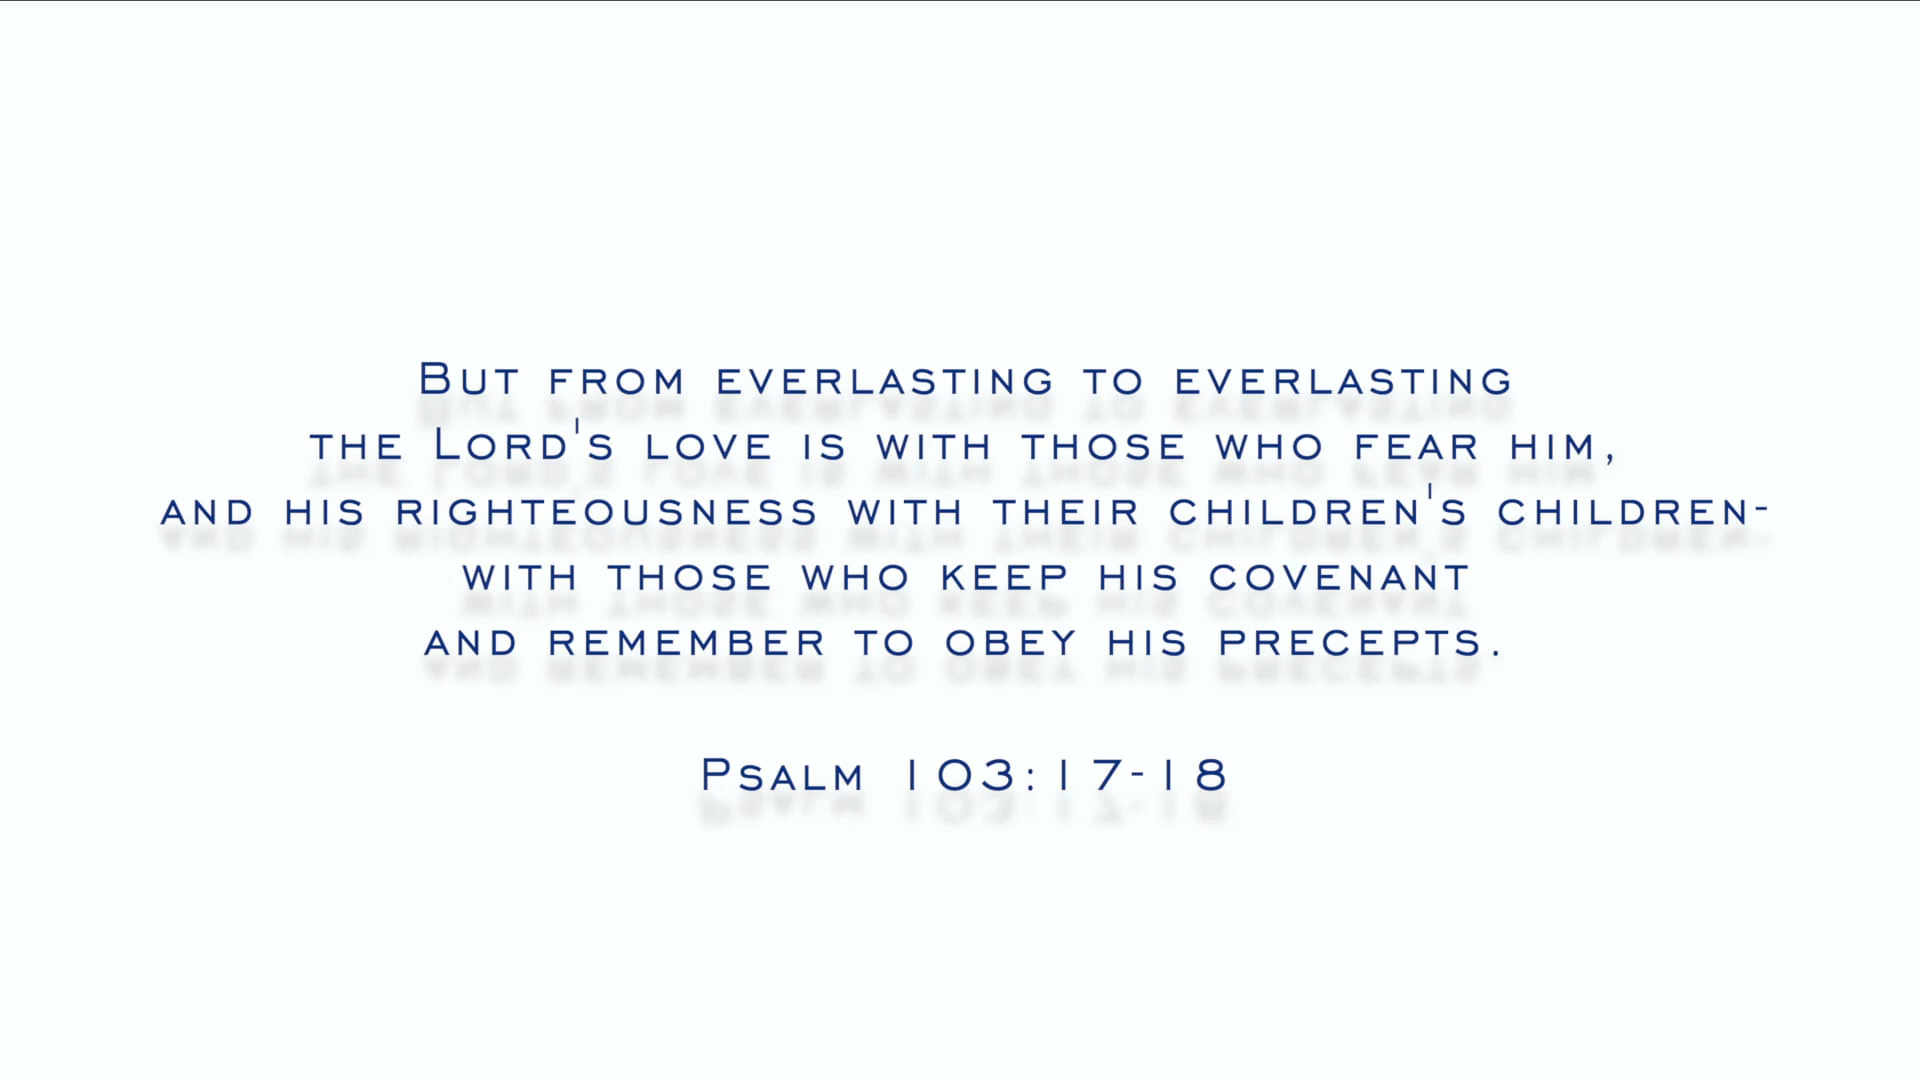 But from everlasting to everlasting
the Lord's love is with those who fear him,
and his righteousness with their children's children-
with those who keep his covenant
and remember to obey his precepts.
Psalm 103:17-18